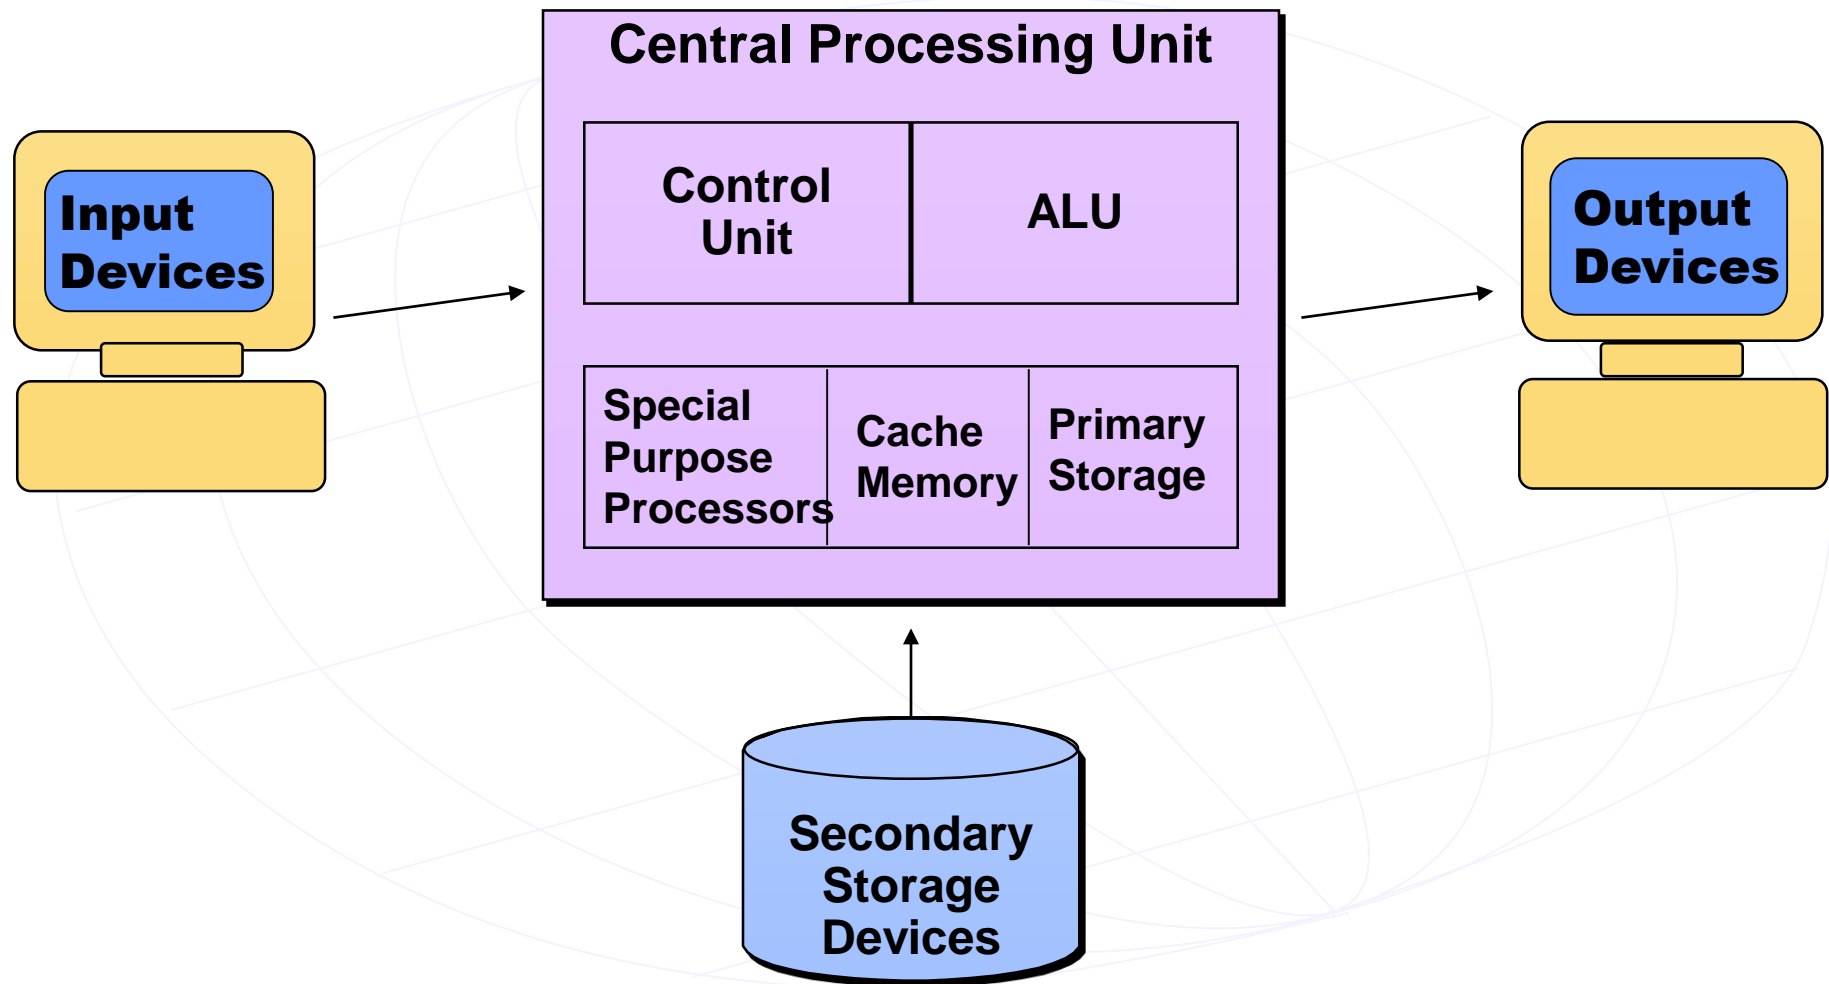 Central Processing Unit
Input
Devices
Control
Unit
ALU
Output
Devices
Special
Purpose
Processors
Cache
Memory
Primary
Storage
Secondary
Storage
Devices